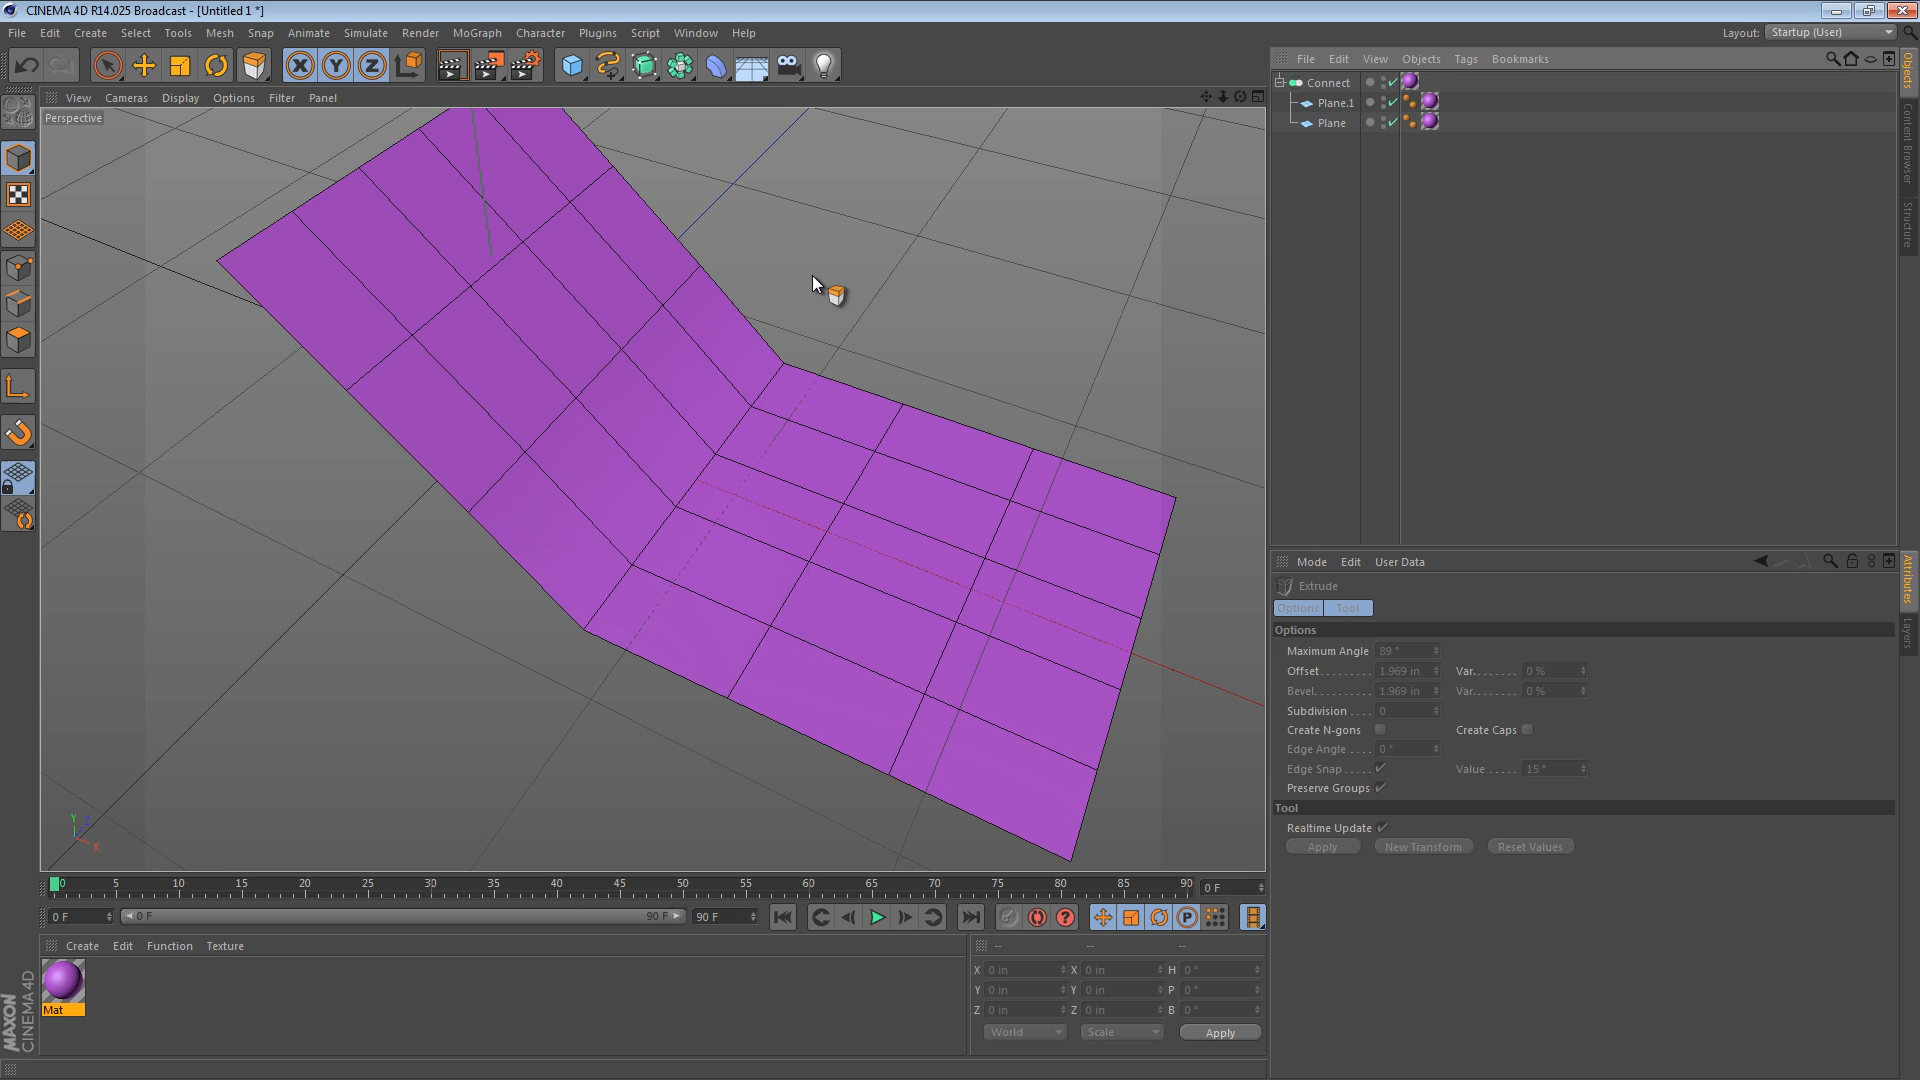 CINEMA 4D R14.025 Broadcast - [Untitled 1 *]
File Edit Create Select Tools Mesh Snap Animate Simulate Render MoGraph Character Plugins Script Window Help
Layout: Startup (User)
View Cameras Display Options Filter Panel
Perspective
File Edit View Objects Tags Bookmarks
Connect
Plane.1
Plane
Objects
Content Browser
Structure
Mode Edit User Data
Extrude
Options Tool
Options
Maximum Angle 89 °
Offset........ 1.969 in Var....... 0 %
Bevel......... 1.969 in Var....... 0 %
Subdivision .... 0
Create N-gons Create Caps
Edge Angle .... 0 °
Edge Snap..... Value ..... 15 °
Preserve Groups
Tool
Realtime Update
Apply New Transform Reset Values
Attributes
Layers
Y Z X
0 5 10 15 20 25 30 35 40 45 50 55 60 65 70 75 80 85 90 0 F
0 F 0 F 90 F 90 F
Create Edit Function Texture
Mat
-- -- --
X 0 in X 0 in H 0 °
Y 0 in Y 0 in P 0 °
Z 0 in Z 0 in B 0 °
World Scale Apply
MAXON
CINEMA 4D